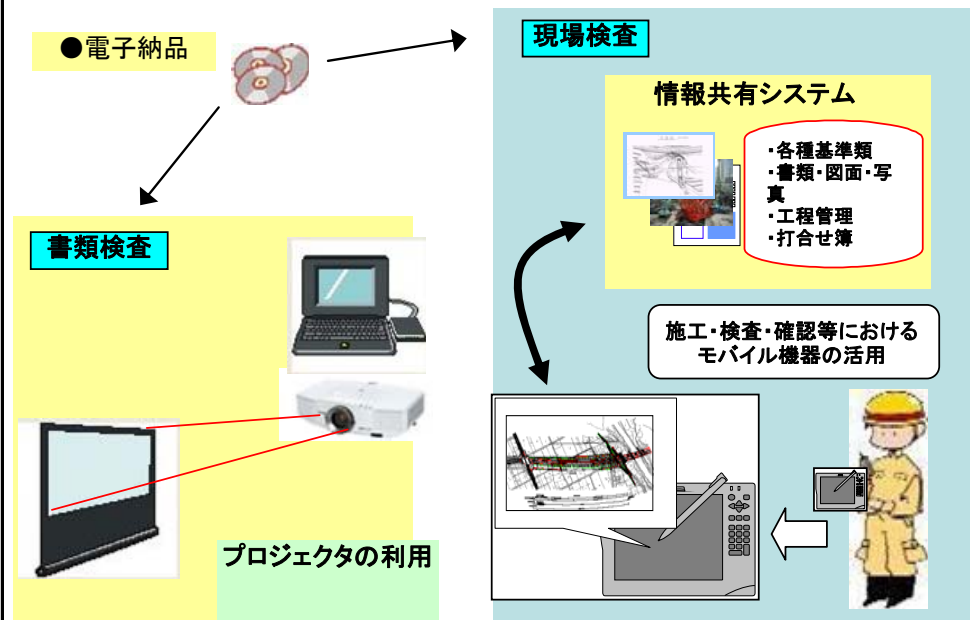 ●電子納品
現場検査
情報共有システム
・各種基準類
・書類・図面・写
真
・工程管理
・打合せ簿
書類検査
施工・検査・確認等における
モバイル機器の活用
プロジェクタの利用